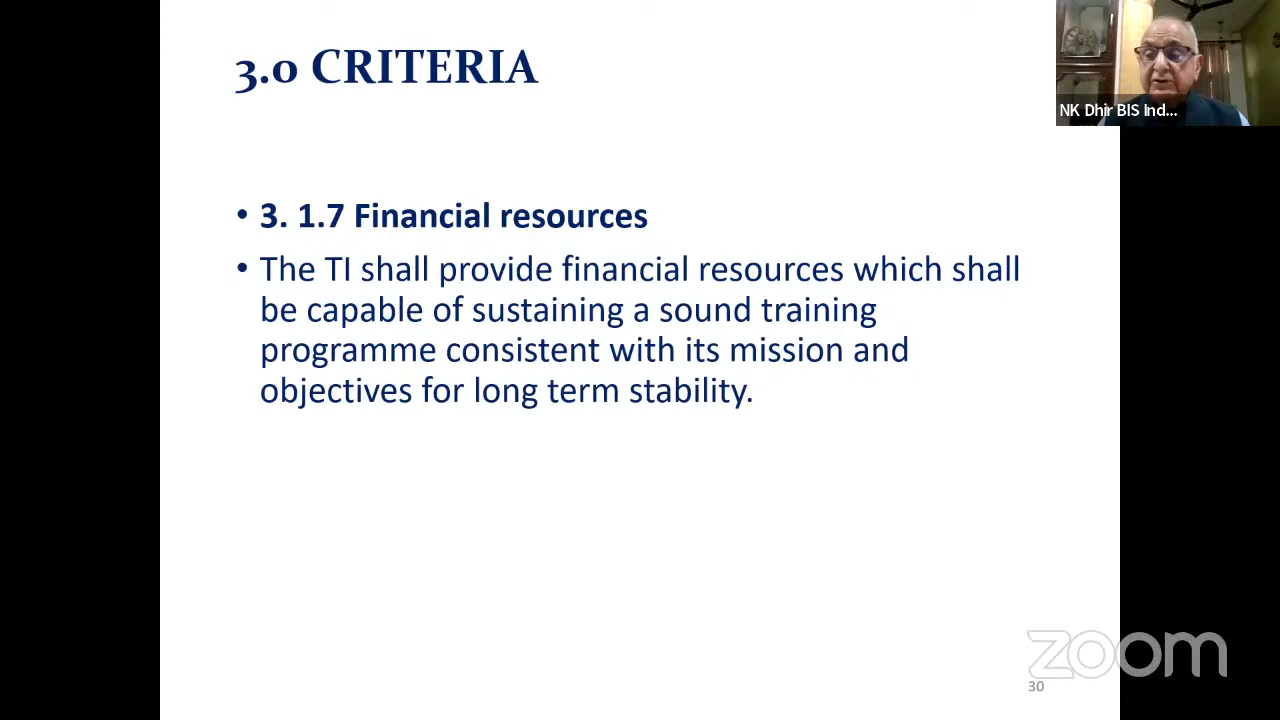 3.0 CRITERIA
NK Dhir BIS Ind...
• 3. 1.7 Financial resources
• The TI shall provide financial resources which shall
be capable of sustaining a sound training
programme consistent with its mission and
objectives for long term stability.
zoom
30